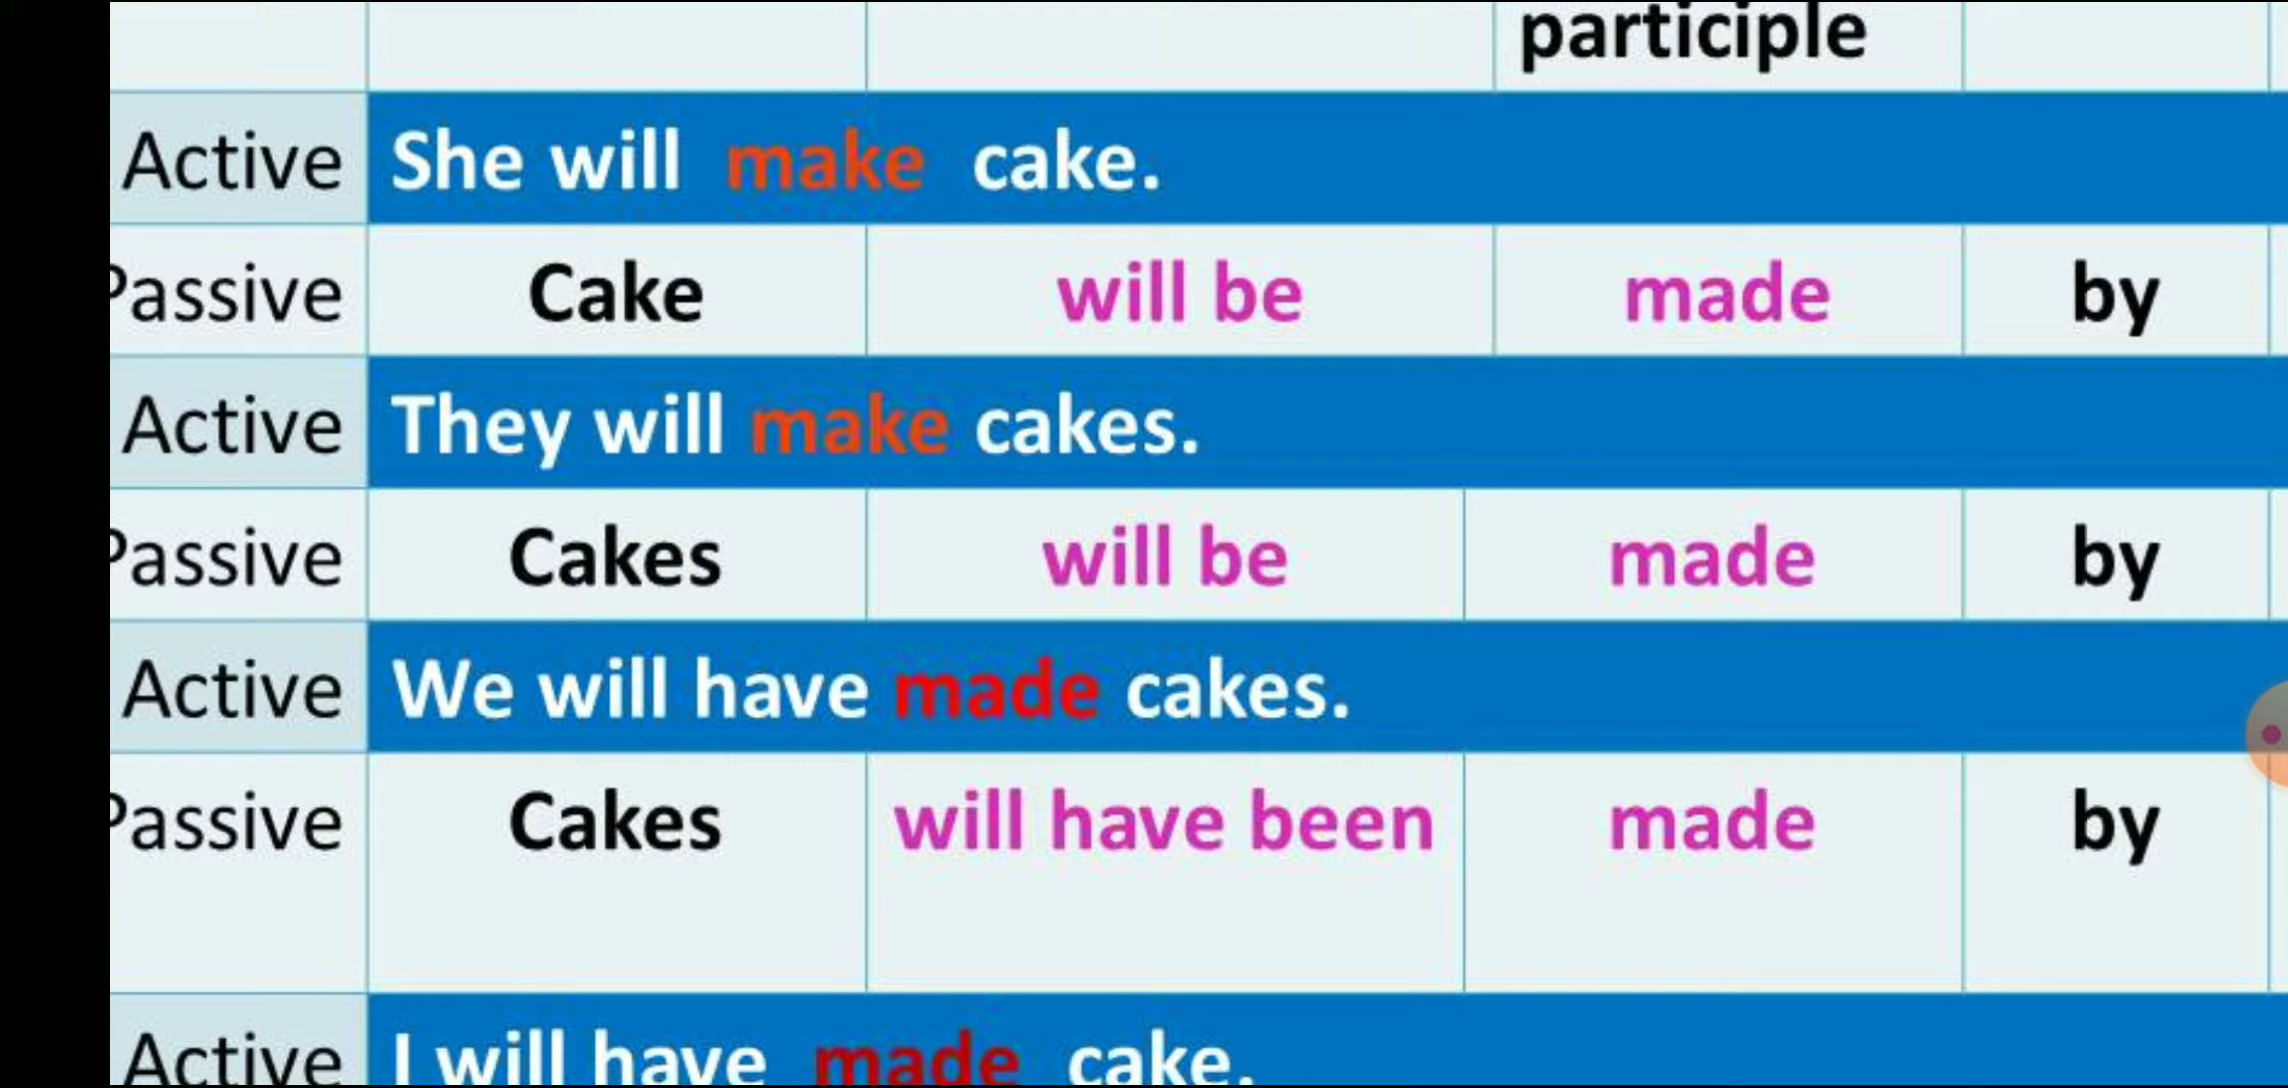 participle
Active She will make cake.
Passive Cake will be made by
Active They will make cakes.
Passive Cakes will be made by
Active We will have made cakes.
Passive Cakes will have been made by
Active I will have made cake.